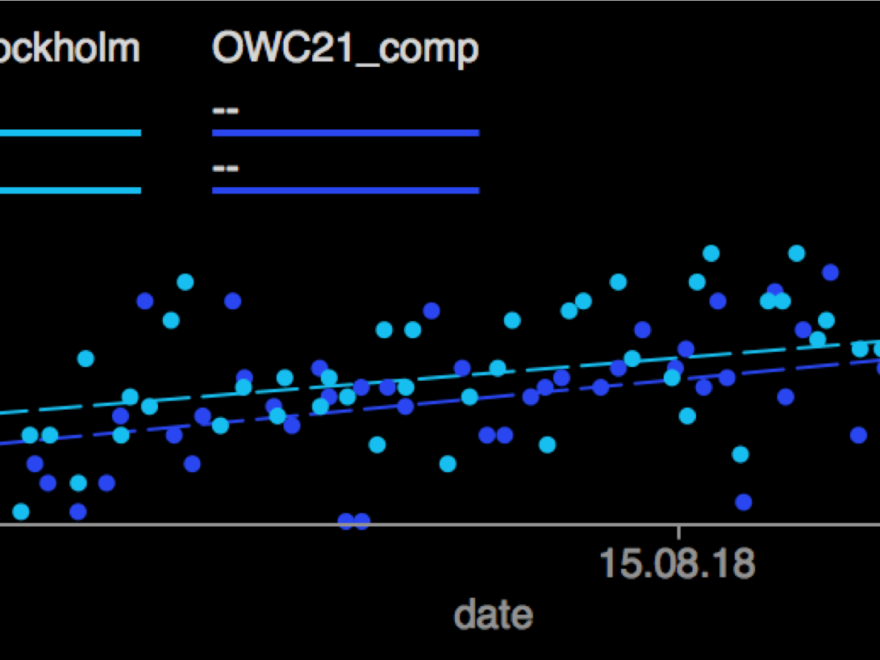 ockholm OWC21_comp
--
--
15.08.18
date